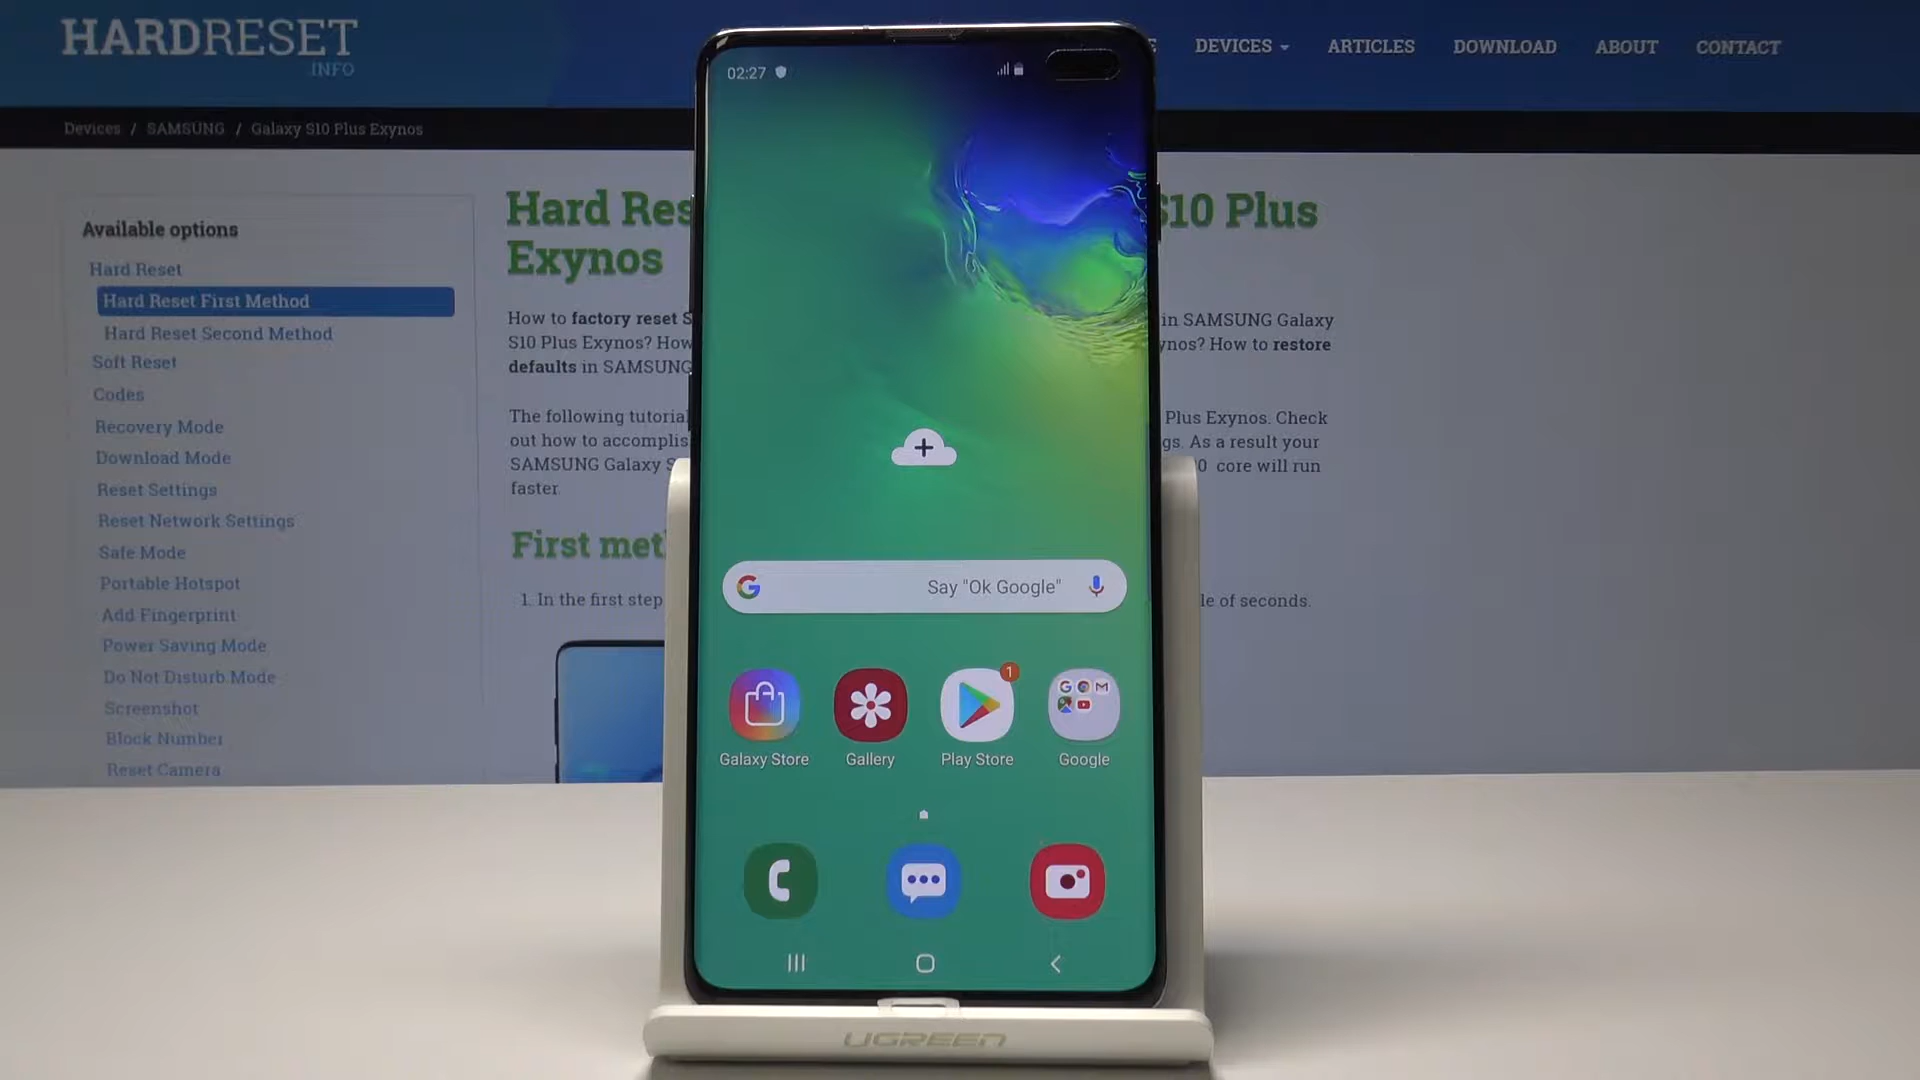 HARDRESET
INFO
DEVICES
ARTICLES
DOWNLOAD
ABOUT
CONTACT
Devices / SAMSUNG / Galaxy S10 Plus Exynos
Available options
Hard Reset
Hard Reset First Method
Hard Reset Second Method
Soft Reset
Codes
Recovery Mode
Download Mode
Reset Settings
Reset Network Settings
Safe Mode
Portable Hotspot
Add Fingerprint
Power Saving Mode
Do Not Disturb Mode
Screenshot
Block Number
Reset Camera
Hard Res S10 Plus
Exynos
How to factory reset S in SAMSUNG Galaxy
S10 Plus Exynos? How ynos? How to restore
defaults in SAMSUNG
The following tutorial Plus Exynos. Check
out how to accomplis gs. As a result your
SAMSUNG Galaxy S 0 core will run
faster.
First met
1. In the first step le of seconds.
02:27
Say "Ok Google"
1
Galaxy Store
Gallery
Play Store
Google
UGREEN